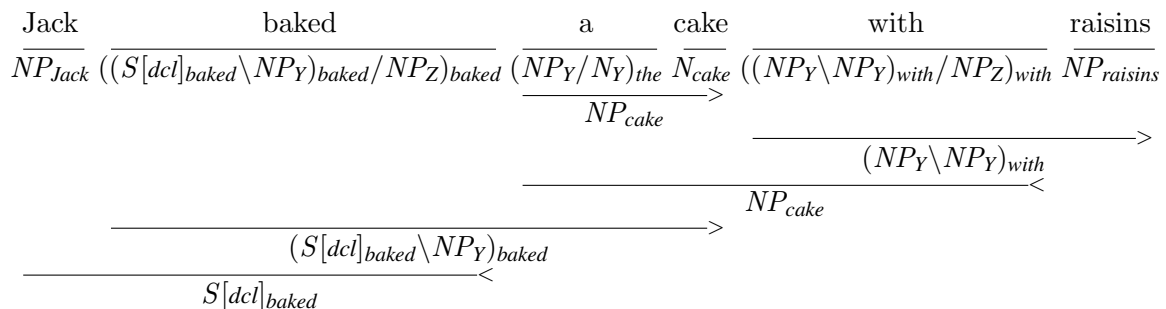 Jack baked a cake with raisins
NP_Jack ((S[dcl]_baked\NP_Y)_baked/NP_Z)_baked (NP_Y/N_Y)_the N_cake ((NP_Y\NP_Y)_with/NP_Z)_with NP_raisins
>
NP_cake
>
(NP_Y\NP_Y)_with
<
NP_cake
>
(S[dcl]_baked\NP_Y)_baked
<
S[dcl]_baked